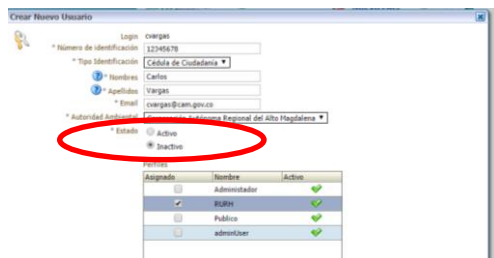 Crear Nuevo Usuario
Login cvargas
* Número de identificación 12345678
* Tipo Identificación Cédula de Ciudadanía
* Nombres Carlos
* Apellidos Vargas
* Email cvargas@cam.gov.co
* Autoridad Ambiental Corporación Autónoma Regional del Alto Magdalena
* Estado Activo
Inactivo
Perfiles
Asignado Nombre Activo
Administador
RURH
Publico
adminUser